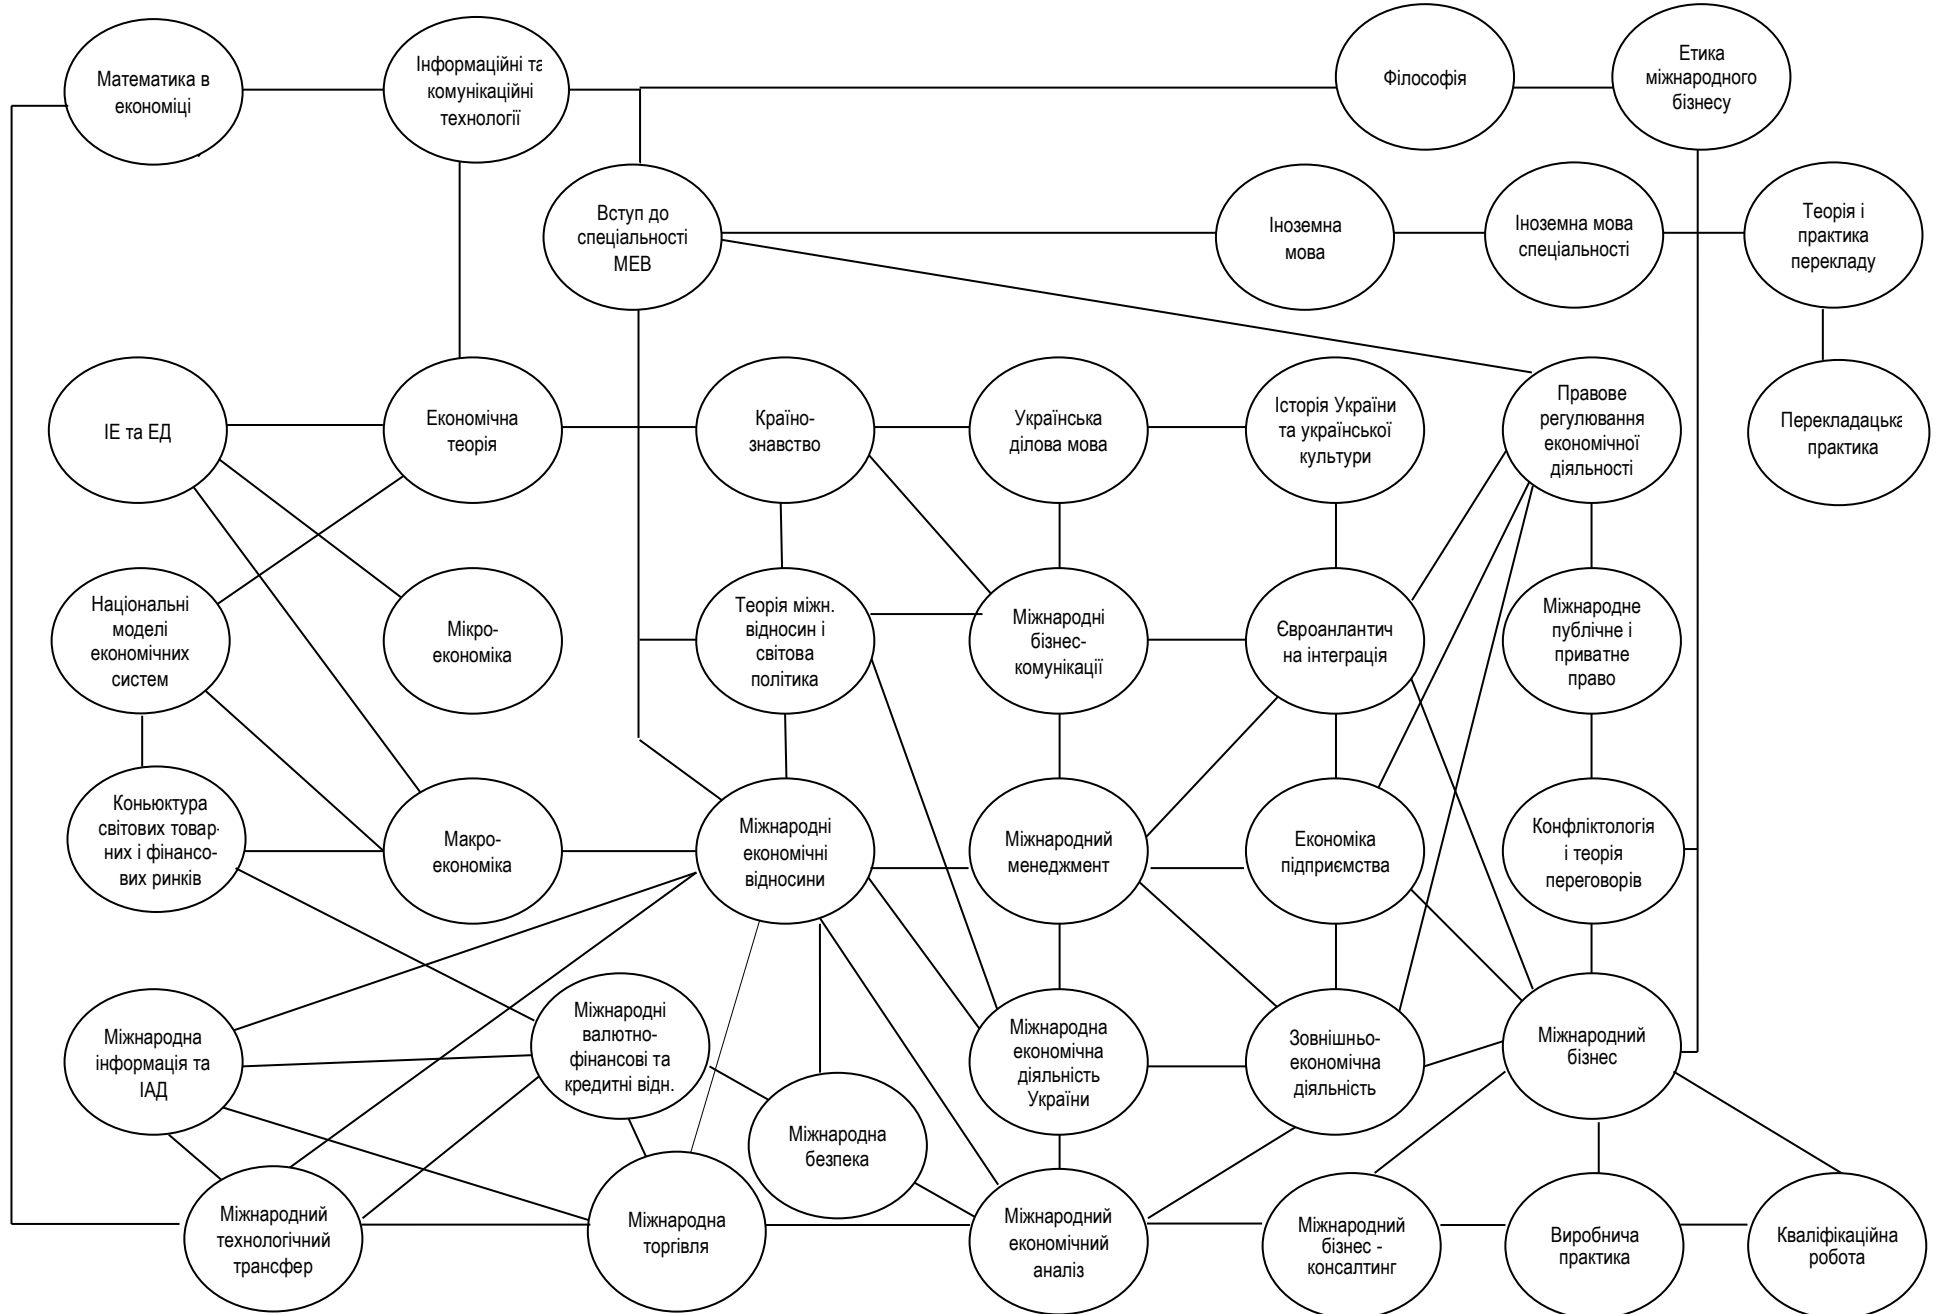 Математика в
економіці
Інформаційні та
комунікаційні
технології
Філософія
Етика
міжнародного
бізнесу
Вступ до
спеціальності
МЕВ
Іноземна
мова
Іноземна мова
спеціальності
Теорія і
практика
перекладу
ІЕ та ЕД
Економічна
теорія
Країно-
знавство
Українська
ділова мова
Історія України
та української
культури
Правове
регулювання
економічної
діяльності
Перекладацька
практика
Національні
моделі
економічних
систем
Мікро-
економіка
Теорія міжн.
відносин і
світова
політика
Міжнародні
бізнес-
комунікації
Євроанлантич
на інтеграція
Міжнародне
публічне і
приватне
право
Коньюктура
світових товар-
них і фінансо-
вих ринків
Макро-
економіка
Міжнародні
економічні
відносини
Міжнародний
менеджмент
Економіка
підприємства
Конфліктологія
і теорія
переговорів
Міжнародна
інформація та
ІАД
Міжнародні
валютно-
фінансові та
кредитні відн.
Міжнародна
безпека
Міжнародна
економічна
діяльність
України
Зовнішньо-
економічна
діяльність
Міжнародний
бізнес
Міжнародний
технологічний
трансфер
Міжнародна
торгівля
Міжнародний
економічний
аналіз
Міжнародний
бізнес -
консалтинг
Виробнича
практика
Кваліфікаційна
робота